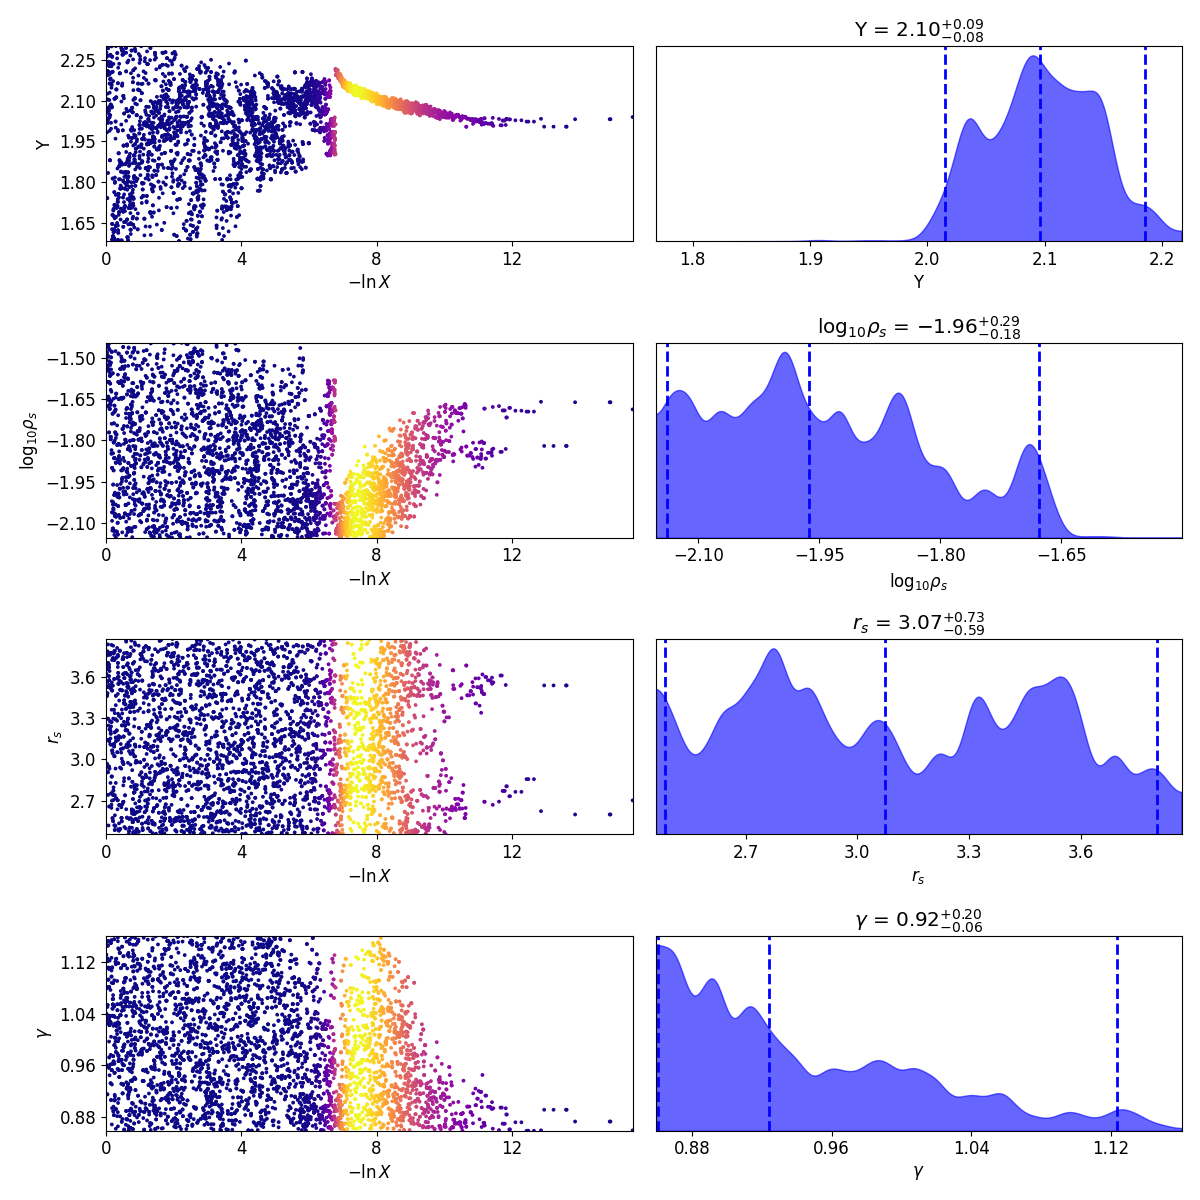 Y = 2.10^{+0.09}_{-0.08}
2.25
2.10
1.95
1.80
1.65
Y
0 4 8 12
−ln X
1.8 1.9 2.0 2.1 2.2
Y
log₁₀ρₛ = −1.96^{+0.29}_{-0.18}
−1.50
−1.65
−1.80
−1.95
−2.10
log₁₀ρₛ
0 4 8 12
−ln X
−2.10 −1.95 −1.80 −1.65
log₁₀ρₛ
rₛ = 3.07^{+0.73}_{-0.59}
3.6
3.3
3.0
2.7
rₛ
0 4 8 12
−ln X
2.7 3.0 3.3 3.6
rₛ
γ = 0.92^{+0.20}_{-0.06}
1.12
1.04
0.96
0.88
γ
0 4 8 12
−ln X
0.88 0.96 1.04 1.12
γ